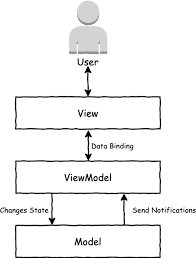 User
View
Data Binding
ViewModel
Changes State
Send Notifications
Model